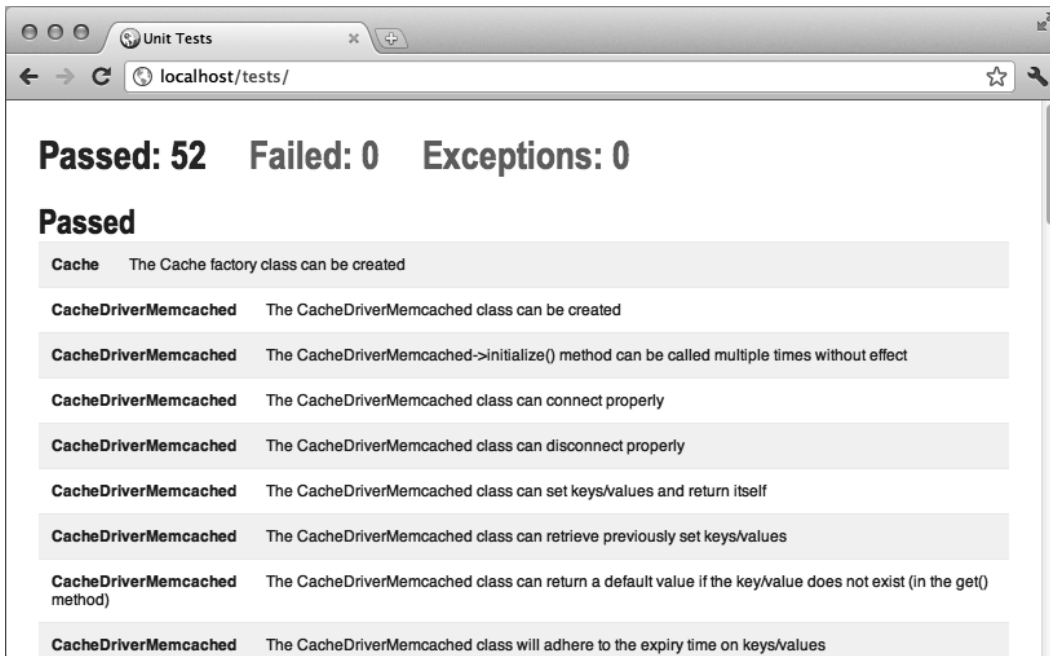 Unit Tests
localhost/tests/
Passed: 52 Failed: 0 Exceptions: 0
Passed
Cache The Cache factory class can be created
CacheDriverMemcached The CacheDriverMemcached class can be created
CacheDriverMemcached The CacheDriverMemcached->initialize() method can be called multiple times without effect
CacheDriverMemcached The CacheDriverMemcached class can connect properly
CacheDriverMemcached The CacheDriverMemcached class can disconnect properly
CacheDriverMemcached The CacheDriverMemcached class can set keys/values and return itself
CacheDriverMemcached The CacheDriverMemcached class can retrieve previously set keys/values
CacheDriverMemcached The CacheDriverMemcached class can return a default value if the key/value does not exist (in the get()
method)
CacheDriverMemcached The CacheDriverMemcached class will adhere to the expiry time on keys/values